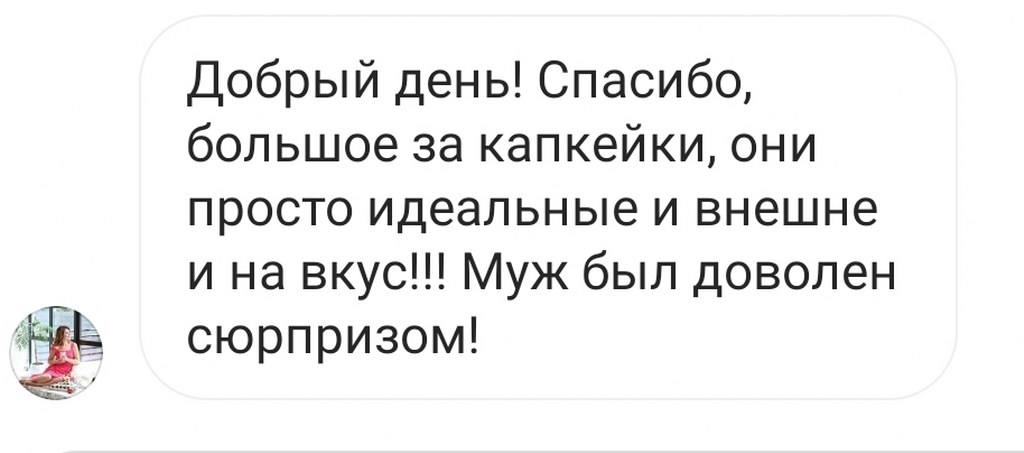 Добрый день! Спасибо,
большое за капкейки, они
просто идеальные и внешне
и на вкус!!! Муж был доволен
сюрпризом!